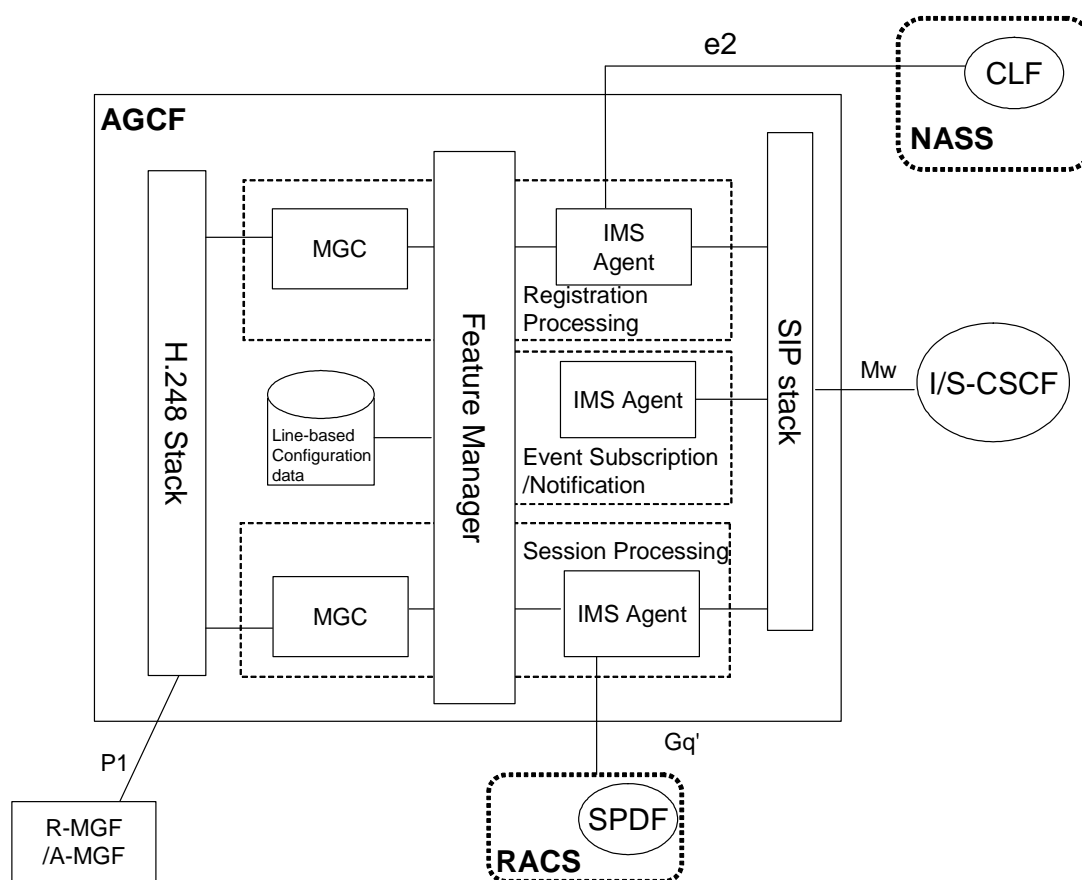 e2
CLF
NASS
AGCF
MGC
IMS
Agent
Registration
Processing
H.248 Stack
Feature Manager
SIP stack
Line-based
Configuration
data
IMS Agent
Event Subscription
/Notification
Mw
I/S-CSCF
Session Processing
MGC
IMS Agent
P1
Gq'
R-MGF
/A-MGF
SPDF
RACS